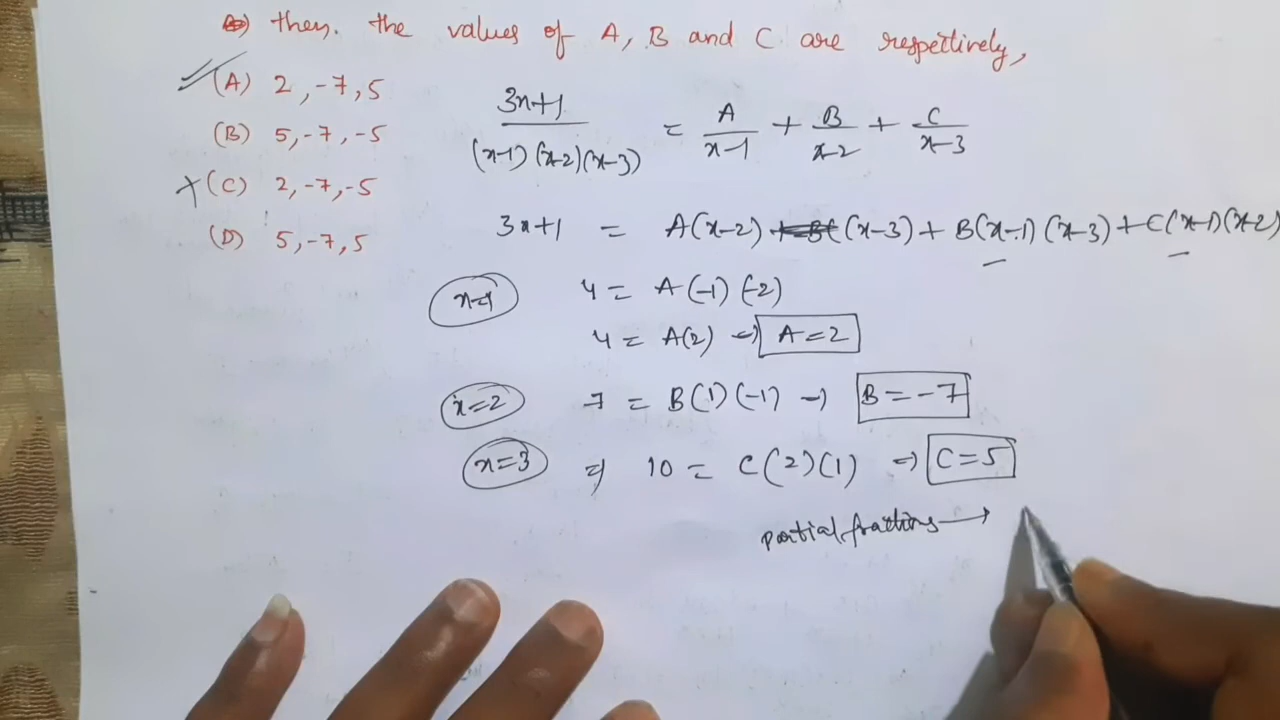 then. the values of A, B and C are respectively,
(A) 2, -7, 5
(B) 5, -7, -5
(C) 2, -7, -5
(D) 5, -7, 5
3x+1 / (x-1)(x-2)(x-3) = A/x-1 + B/x-2 + C/x-3
3x+1 = A(x-2)(x-3) + B(x-1)(x-3) + C(x-1)(x-2)
x=1 4 = A(-1)(-2)
4 = A(2) ⇒ A=2
x=2 7 = B(1)(-1) → B=-7
x=3 ⇒ 10 = C(2)(1) ⇒ C=5
partial fractions →